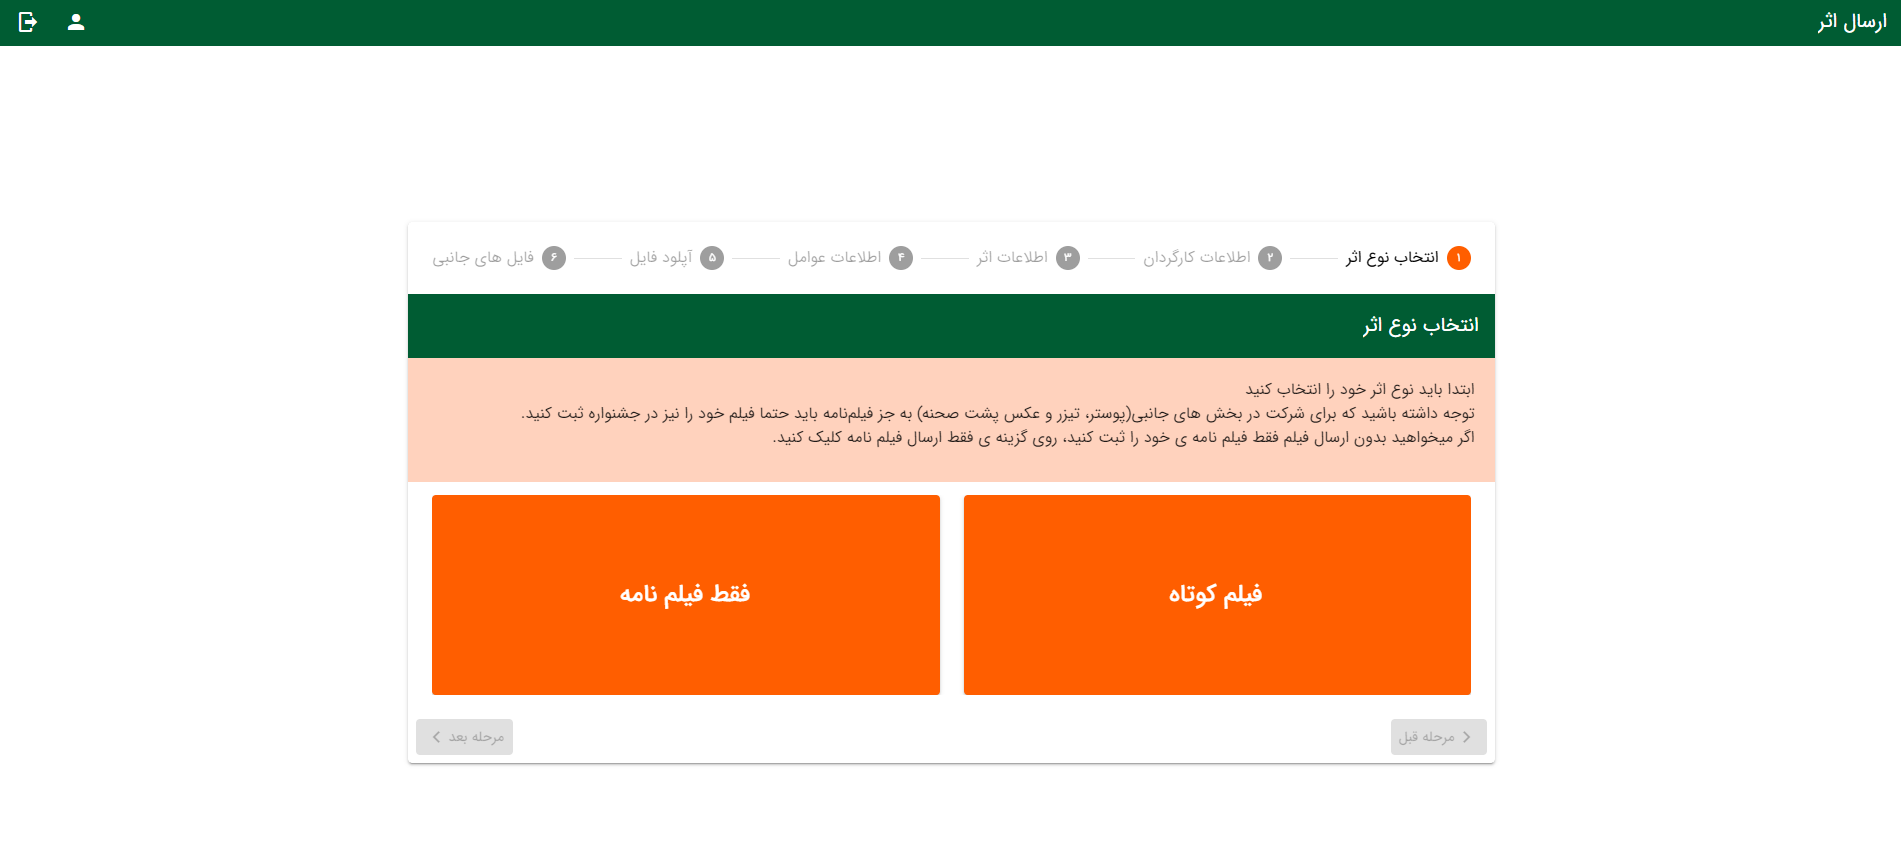 ارسال اثر
۱ انتخاب نوع اثر
۲ اطلاعات کارگردان
۳ اطلاعات اثر
۴ اطلاعات عوامل
۵ آپلود فایل
۶ فایل های جانبی
انتخاب نوع اثر
ابتدا باید نوع اثر خود را انتخاب کنید
توجه داشته باشید که برای شرکت در بخش های جانبی(پوستر، تیزر و عکس پشت صحنه) به جز فیلم‌نامه باید حتما فیلم خود را نیز در جشنواره ثبت کنید.
اگر میخواهید بدون ارسال فیلم فقط فیلم نامه ی خود را ثبت کنید، روی گزینه ی فقط ارسال فیلم نامه کلیک کنید.
فیلم کوتاه
فقط فیلم نامه
مرحله قبل
مرحله بعد